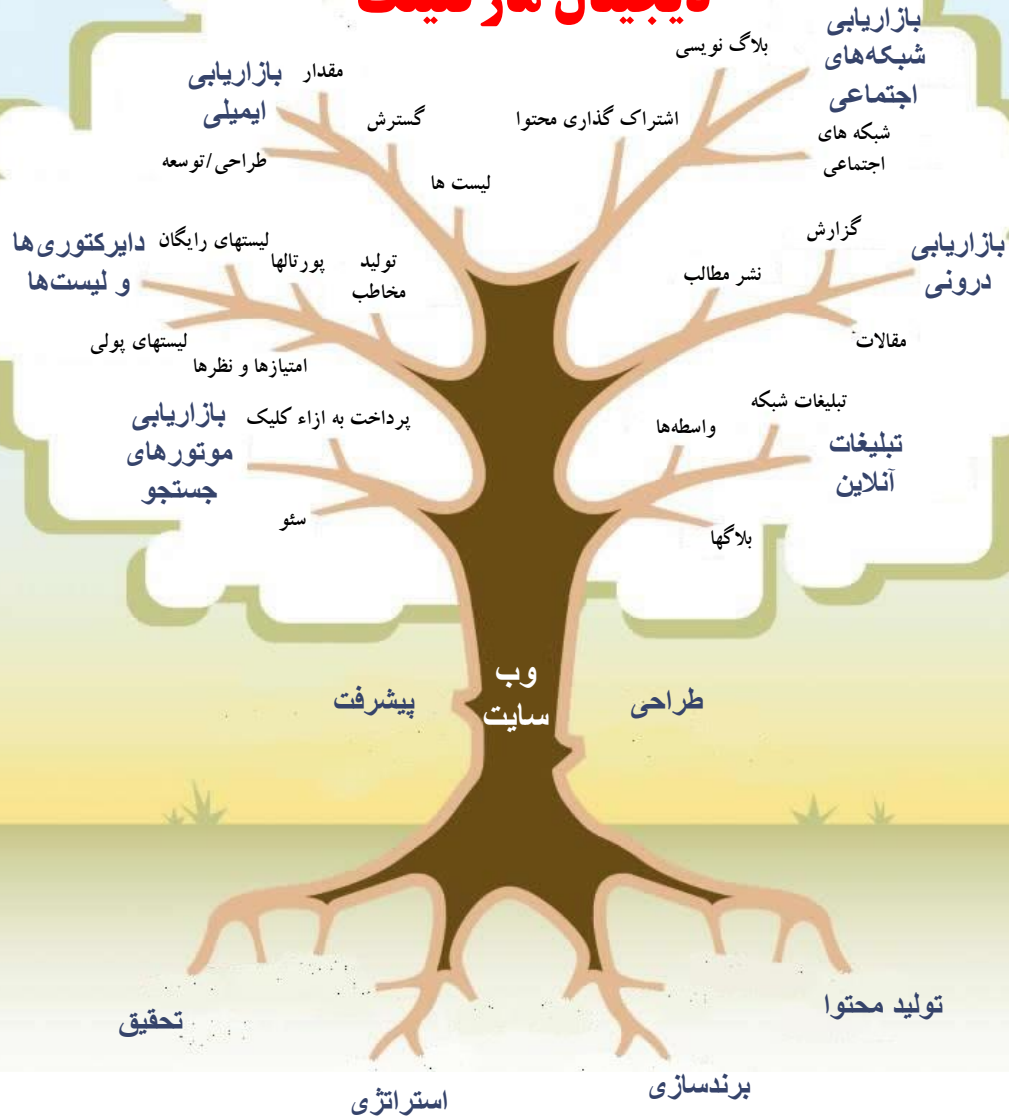 دیجیتال مارکتینگ
بازاریابی
شبکه‌های
اجتماعی
بلاگ نویسی
اشتراک گذاری محتوا
شبکه های
اجتماعی
بازاریابی
ایمیلی
مقدار
گسترش
طراحی/توسعه
لیست ها
بازاریابی
درونی
گزارش
نشر مطالب
مقالات
دایرکتوری‌ها
و لیست‌ها
لیستهای رایگان
پورتالها
تولید
مخاطب
لیستهای پولی
امتیازها و نظرها
تبلیغات
آنلاین
تبلیغات شبکه
واسطه‌ها
بلاگها
بازاریابی
موتورهای
جستجو
پرداخت به ازاء کلیک
سئو
وب
سایت
طراحی
پیشرفت
تولید محتوا
برندسازی
استراتژی
تحقیق